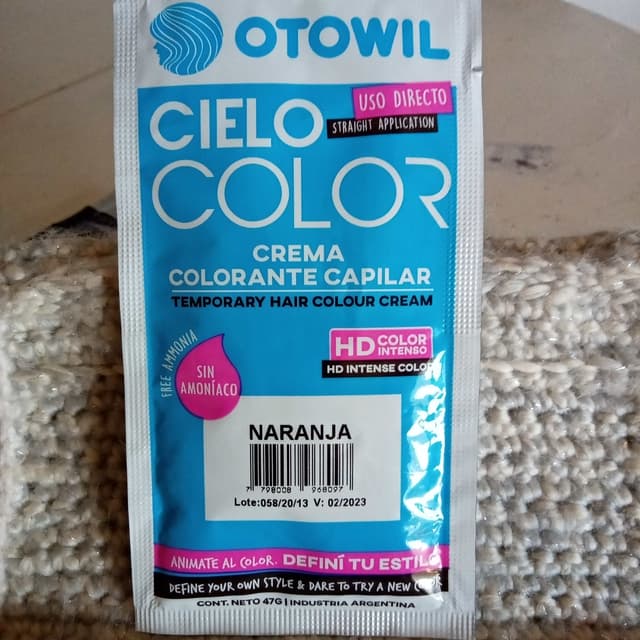 OTOWIL
USO DIRECTO
STRAIGHT APPLICATION
CIELO
COLOR
CREMA
COLORANTE CAPILAR
TEMPORARY HAIR COLOUR CREAM
FREE AMMONIA
SIN
AMONÍACO
HD COLOR
INTENSO
HD INTENSE COLOR
NARANJA
7 798008 968097
Lote:058/20/13 V: 02/2023
ANIMATE AL COLOR. DEFINÍ TU ESTILO
DEFINE YOUR OWN STYLE & DARE TO TRY A NEW COLOR
CONT. NETO 47G | INDUSTRIA ARGENTINA